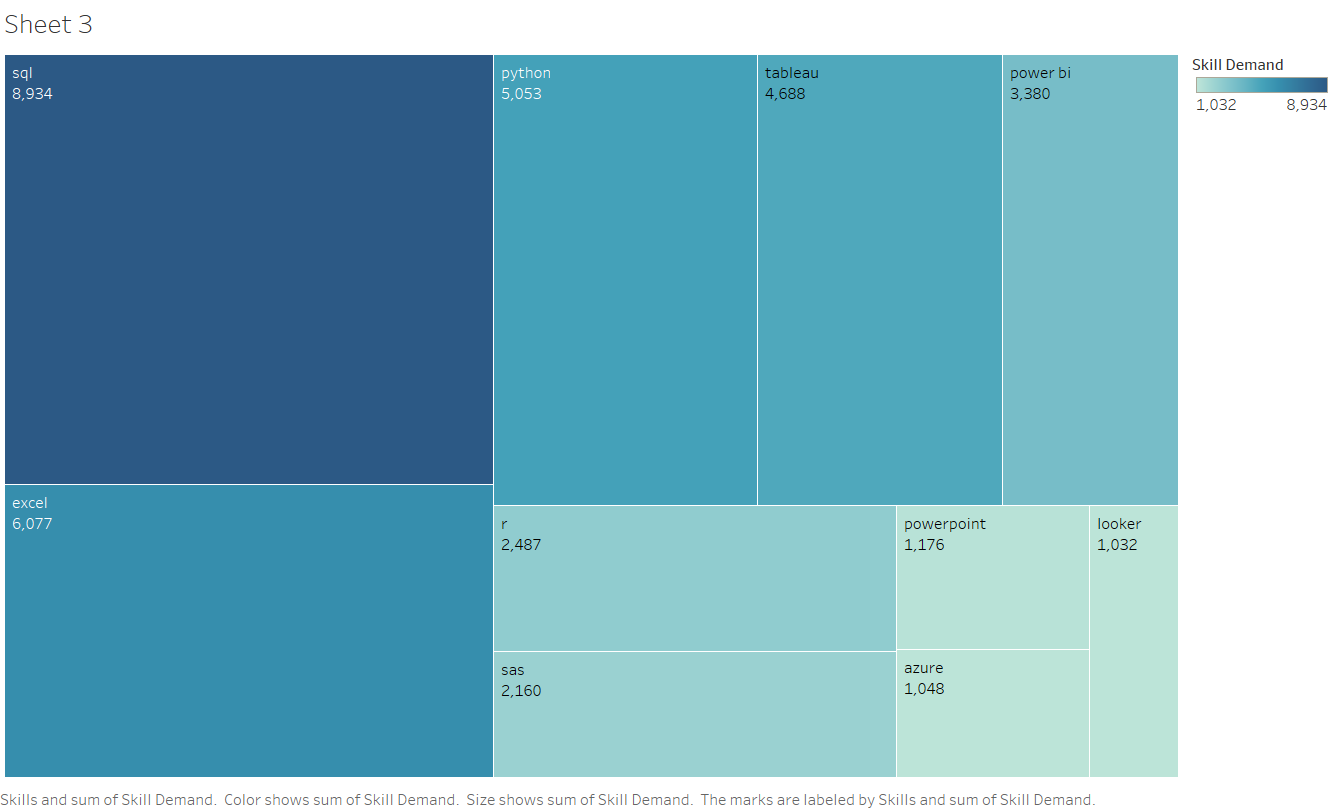 Sheet 3
sql
8,934
python
5,053
tableau
4,688
power bi
3,380
Skill Demand
1,032 8,934
excel
6,077
r
2,487
powerpoint
1,176
looker
1,032
sas
2,160
azure
1,048
Skills and sum of Skill Demand. Color shows sum of Skill Demand. Size shows sum of Skill Demand. The marks are labeled by Skills and sum of Skill Demand.